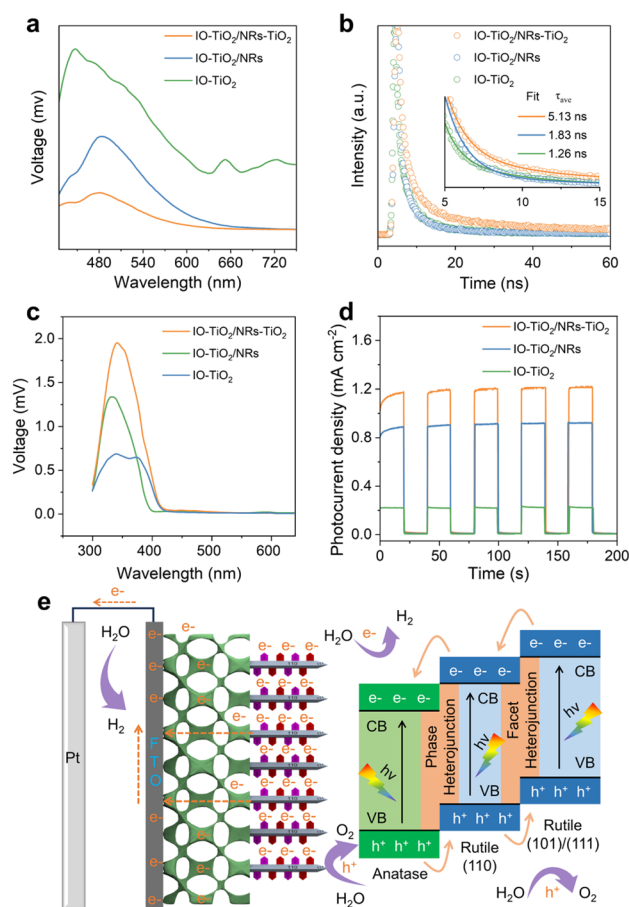 a
IO-TiO₂/NRs-TiO₂
IO-TiO₂/NRs
IO-TiO₂
Voltage (mv)
480 540 600 660 720
Wavelength (nm)
b
IO-TiO₂/NRs-TiO₂
IO-TiO₂/NRs
IO-TiO₂
Fit τave
5.13 ns
1.83 ns
1.26 ns
5 10 15
Intensity (a.u.)
0 20 40 60
Time (ns)
c
IO-TiO₂/NRs-TiO₂
IO-TiO₂/NRs
IO-TiO₂
Voltage (mV)
2.0
1.5
1.0
0.5
0.0
300 400 500 600
Wavelength (nm)
d
IO-TiO₂/NRs-TiO₂
IO-TiO₂/NRs
IO-TiO₂
Photocurrent density (mA cm⁻²)
1.6
1.2
0.8
0.4
0.0
0 50 100 150 200
Time (s)
e
e-
H₂O
H₂
Pt
FTO
e- e- e- e- e- e-
H₂O e- H₂
e- e- e-
CB
hv
VB
h⁺ h⁺ h⁺
Anatase
Phase
Heterojunction
e- e- e-
CB
hv
VB
h⁺ h⁺ h⁺
Rutile
(110)
Facet
Heterojunction
e- e- e-
CB
hv
VB
h⁺ h⁺ h⁺
Rutile
(101)/(111)
O₂
h⁺
H₂O
H₂O h⁺ O₂